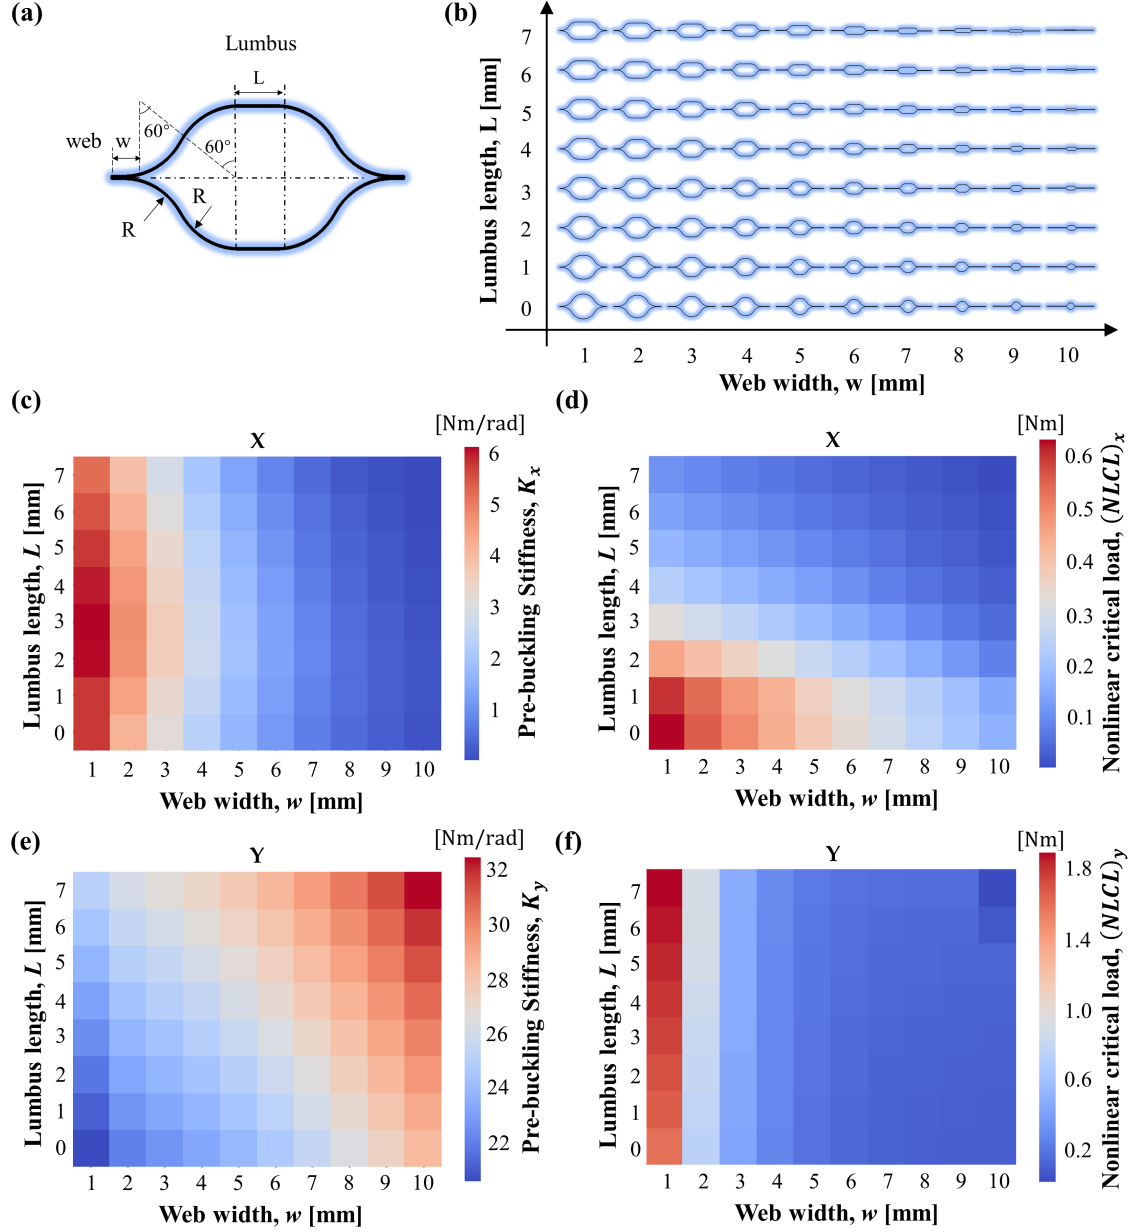 (a)
Lumbus
L
web
w
60°
60°
R
R
(b)
Lumbus length, L [mm]
7
6
5
4
3
2
1
0
1 2 3 4 5 6 7 8 9 10
Web width, w [mm]
(c)
[Nm/rad]
X
Lumbus length, L [mm]
7
6
5
4
3
2
1
0
1 2 3 4 5 6 7 8 9 10
Web width, w [mm]
6
5
4
3
2
1
Pre-buckling Stiffness, Kₓ
(d)
[Nm]
X
Lumbus length, L [mm]
7
6
5
4
3
2
1
0
1 2 3 4 5 6 7 8 9 10
Web width, w [mm]
0.6
0.4
0.3
0.2
0.1
Nonlinear critical load, (NLCL)ₓ
(e)
[Nm/rad]
Y
Lumbus length, L [mm]
7
6
5
4
3
2
1
0
1 2 3 4 5 6 7 8 9 10
Web width, w [mm]
32
30
28
26
24
22
Pre-buckling Stiffness, K_y
(f)
[Nm]
Y
Lumbus length, L [mm]
7
6
5
4
3
2
1
0
1 2 3 4 5 6 7 8 9 10
Web width, w [mm]
1.8
1.4
1.0
0.6
0.2
Nonlinear critical load, (NLCL)_y